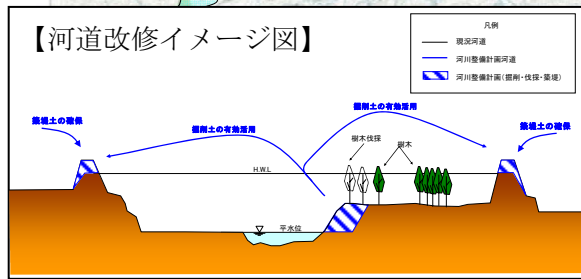 【河道改修イメージ図】
凡例
現況河道
河川整備計画河道
河川整備計画(掘削・伐採・築堤)
掘削土の有効活用
築堤土の確保
掘削土の有効活用
樹木伐採
樹木
築堤土の確保
H.W.L
平水位